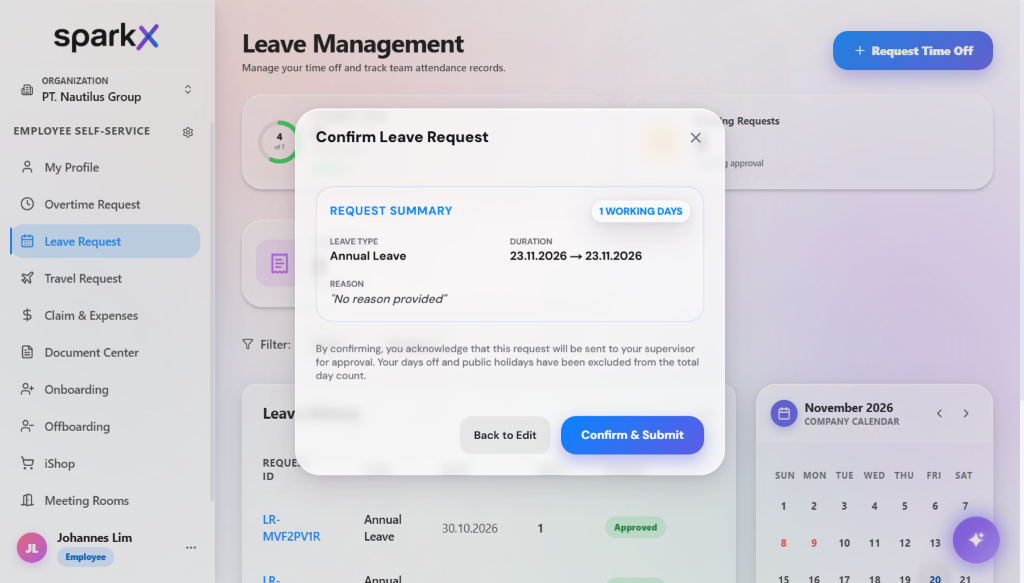 sparkX
ORGANIZATION
PT. Nautilus Group
EMPLOYEE SELF-SERVICE
My Profile
Overtime Request
Leave Request
Travel Request
Claim & Expenses
Document Center
Onboarding
Offboarding
iShop
Meeting Rooms
JL
Johannes Lim
Employee
Leave Management
Manage your time off and track team attendance records.
Request Time Off
4
of 7
Requests
approval
Filter:
Confirm Leave Request
REQUEST SUMMARY
1 WORKING DAYS
LEAVE TYPE
Annual Leave
DURATION
23.11.2026 → 23.11.2026
REASON
"No reason provided"
By confirming, you acknowledge that this request will be sent to your supervisor
for approval. Your days off and public holidays have been excluded from the total
day count.
Back to Edit
Confirm & Submit
ID
LR-
MVF2PV1R
Annual
Leave
30.10.2026
1
Approved
LR-
Annual
November 2026
COMPANY CALENDAR
SUN MON TUE WED THU FRI SAT
1 2 3 4 5 6 7
8 9 10 11 12 13
15 16 17 18 19 20 21